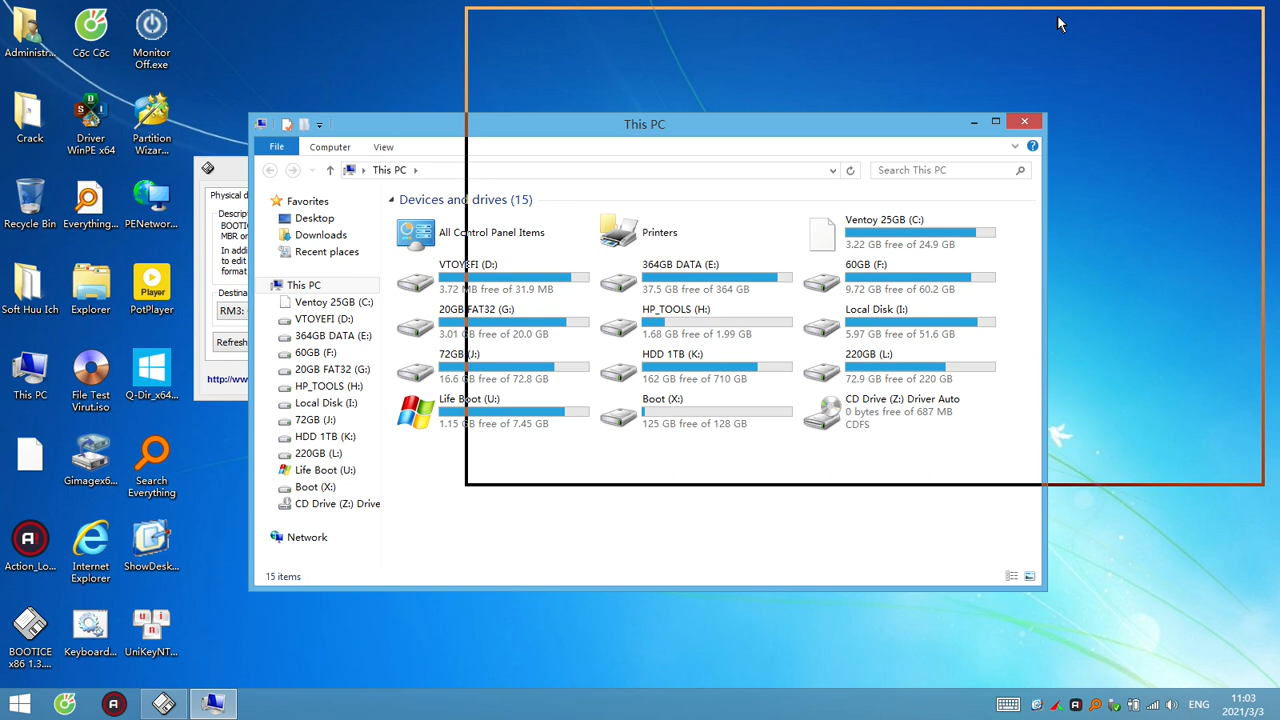 Administr...
Cốc Cốc
Monitor
Off.exe
Crack
Driver
WinPE x64
Partition
Wizar...
Recycle Bin
Everything...
PENetwor...
Soft Huu Ich
Explorer
Player
PotPlayer
This PC
File Test
Virut.iso
Q-Dir_x64...
Gimagex6...
Search
Everything
Action_Lo...
Internet
Explorer
ShowDesk...
BOOTICE
x86 1.3....
Keyboard...
UniKeyNT...
Physical d
Descrip
BOOTIC
MBR or
In addi
to edit
format.
Destina
RM3:
Refresh
http://ww
This PC
File
Computer
View
This PC
Search This PC
Favorites
Desktop
Downloads
Recent places
This PC
Ventoy 25GB (C:)
VTOYEFI (D:)
364GB DATA (E:)
60GB (F:)
20GB FAT32 (G:)
HP_TOOLS (H:)
Local Disk (I:)
72GB (J:)
HDD 1TB (K:)
220GB (L:)
Life Boot (U:)
Boot (X:)
CD Drive (Z:) Drive
Network
Devices and drives (15)
All Control Panel Items
Printers
Ventoy 25GB (C:)
3.22 GB free of 24.9 GB
VTOYEFI (D:)
3.72 MB free of 31.9 MB
364GB DATA (E:)
37.5 GB free of 364 GB
60GB (F:)
9.72 GB free of 60.2 GB
20GB FAT32 (G:)
3.01 GB free of 20.0 GB
HP_TOOLS (H:)
1.68 GB free of 1.99 GB
Local Disk (I:)
5.97 GB free of 51.6 GB
72GB (J:)
16.6 GB free of 72.8 GB
HDD 1TB (K:)
162 GB free of 710 GB
220GB (L:)
72.9 GB free of 220 GB
Life Boot (U:)
1.15 GB free of 7.45 GB
Boot (X:)
125 GB free of 128 GB
CD Drive (Z:) Driver Auto
0 bytes free of 687 MB
CDFS
15 items
ENG
11:03
2021/3/3